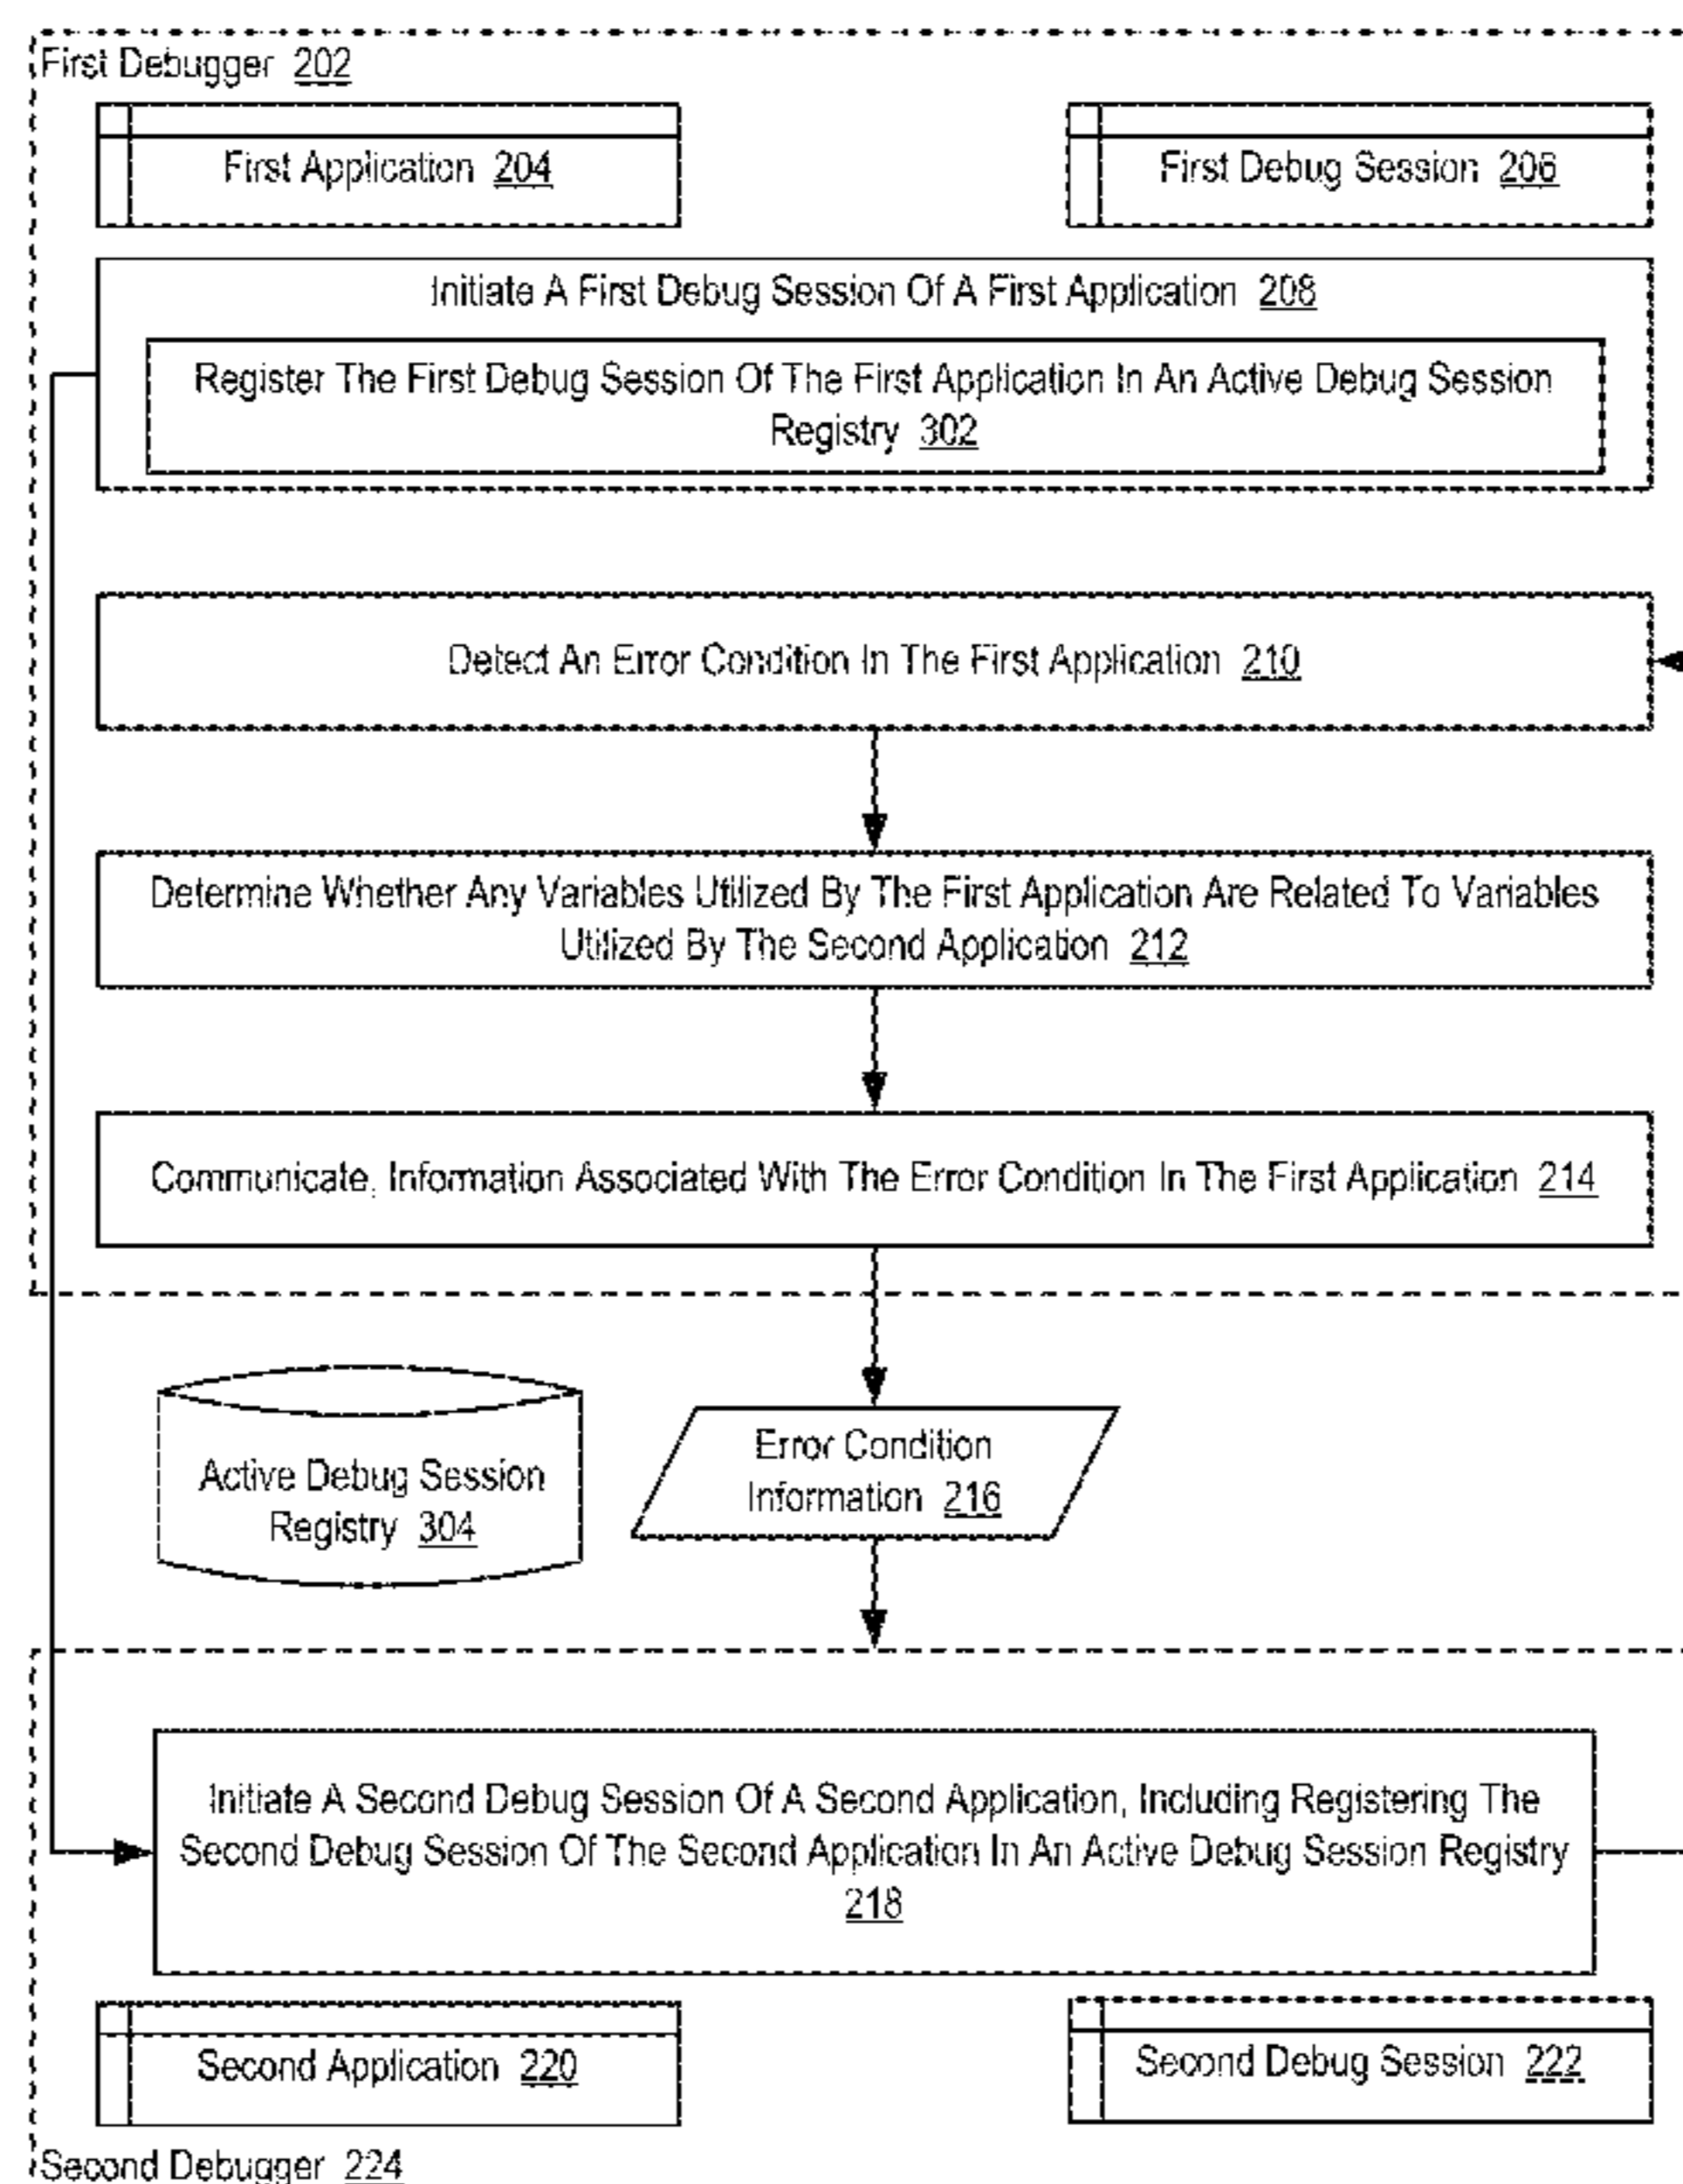 First Debugger 202
First Application 204
First Debug Session 206
Initiate A First Debug Session Of A First Application 208
Register The First Debug Session Of The First Application In An Active Debug Session
Registry 302
Detect An Error Condition In The First Application 210
Determine Whether Any Variables Utilized By The First Application Are Related To Variables
Utilized By The Second Application 212
Communicate, Information Associated With The Error Condition In The First Application 214
Active Debug Session
Registry 304
Error Condition
Information 216
Initiate A Second Debug Session Of A Second Application, Including Registering The
Second Debug Session Of The Second Application In An Active Debug Session Registry
218
Second Application 220
Second Debug Session 222
Second Debugger 224